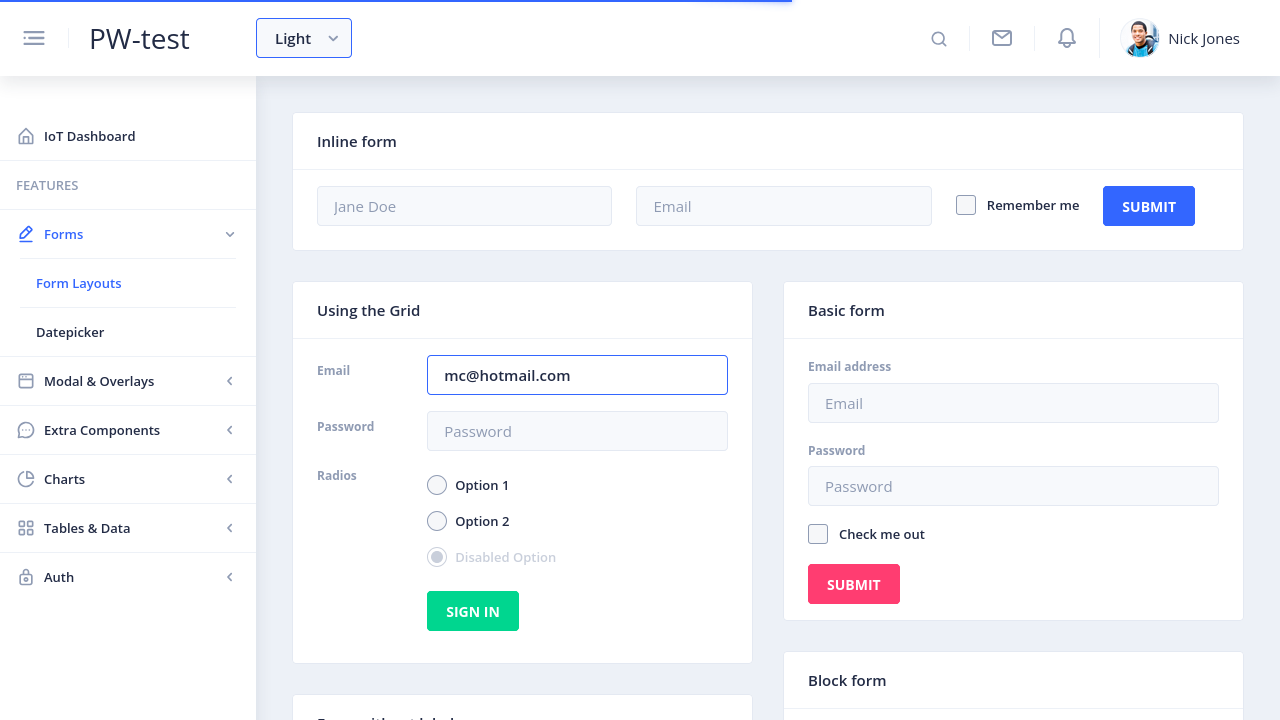 PW-test
Light
Nick Jones
IoT Dashboard
FEATURES
Forms
Form Layouts
Datepicker
Modal & Overlays
Extra Components
Charts
Tables & Data
Auth
Inline form
Jane Doe
Email
Remember me
SUBMIT
Using the Grid
Email
mc@hotmail.com
Password
Password
Radios
Option 1
Option 2
Disabled Option
SIGN IN
Basic form
Email address
Email
Password
Password
Check me out
SUBMIT
Block form